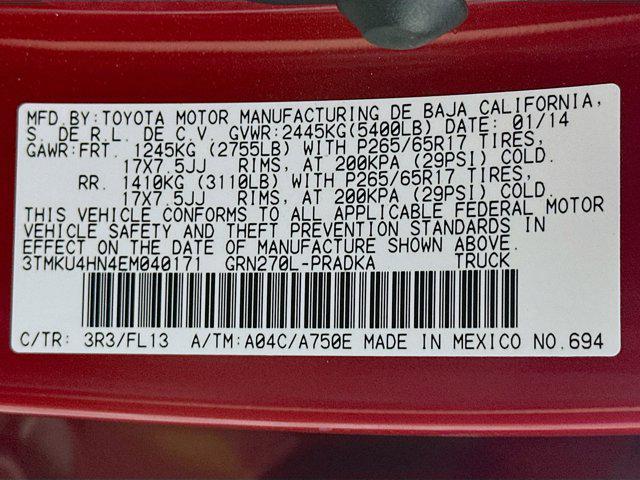 MFD.BY:TOYOTA MOTOR MANUFACTURING DE BAJA CALIFORNIA,
S. DE R.L. DE C.V. GVWR:2445KG(5400LB) DATE: 01/14
GAWR:FRT. 1245KG (2755LB) WITH P265/65R17 TIRES,
17X7.5JJ RIMS, AT 200KPA (29PSI) COLD.
RR. 1410KG (3110LB) WITH P265/65R17 TIRES,
17X7.5JJ RIMS, AT 200KPA (29PSI) COLD.
THIS VEHICLE CONFORMS TO ALL APPLICABLE FEDERAL MOTOR
VEHICLE SAFETY AND THEFT PREVENTION STANDARDS IN
EFFECT ON THE DATE OF MANUFACTURE SHOWN ABOVE.
3TMKU4HN4EM040171 GRN270L-PRADKA TRUCK
C/TR: 3R3/FL13 A/TM:A04C/A750E MADE IN MEXICO NO.694